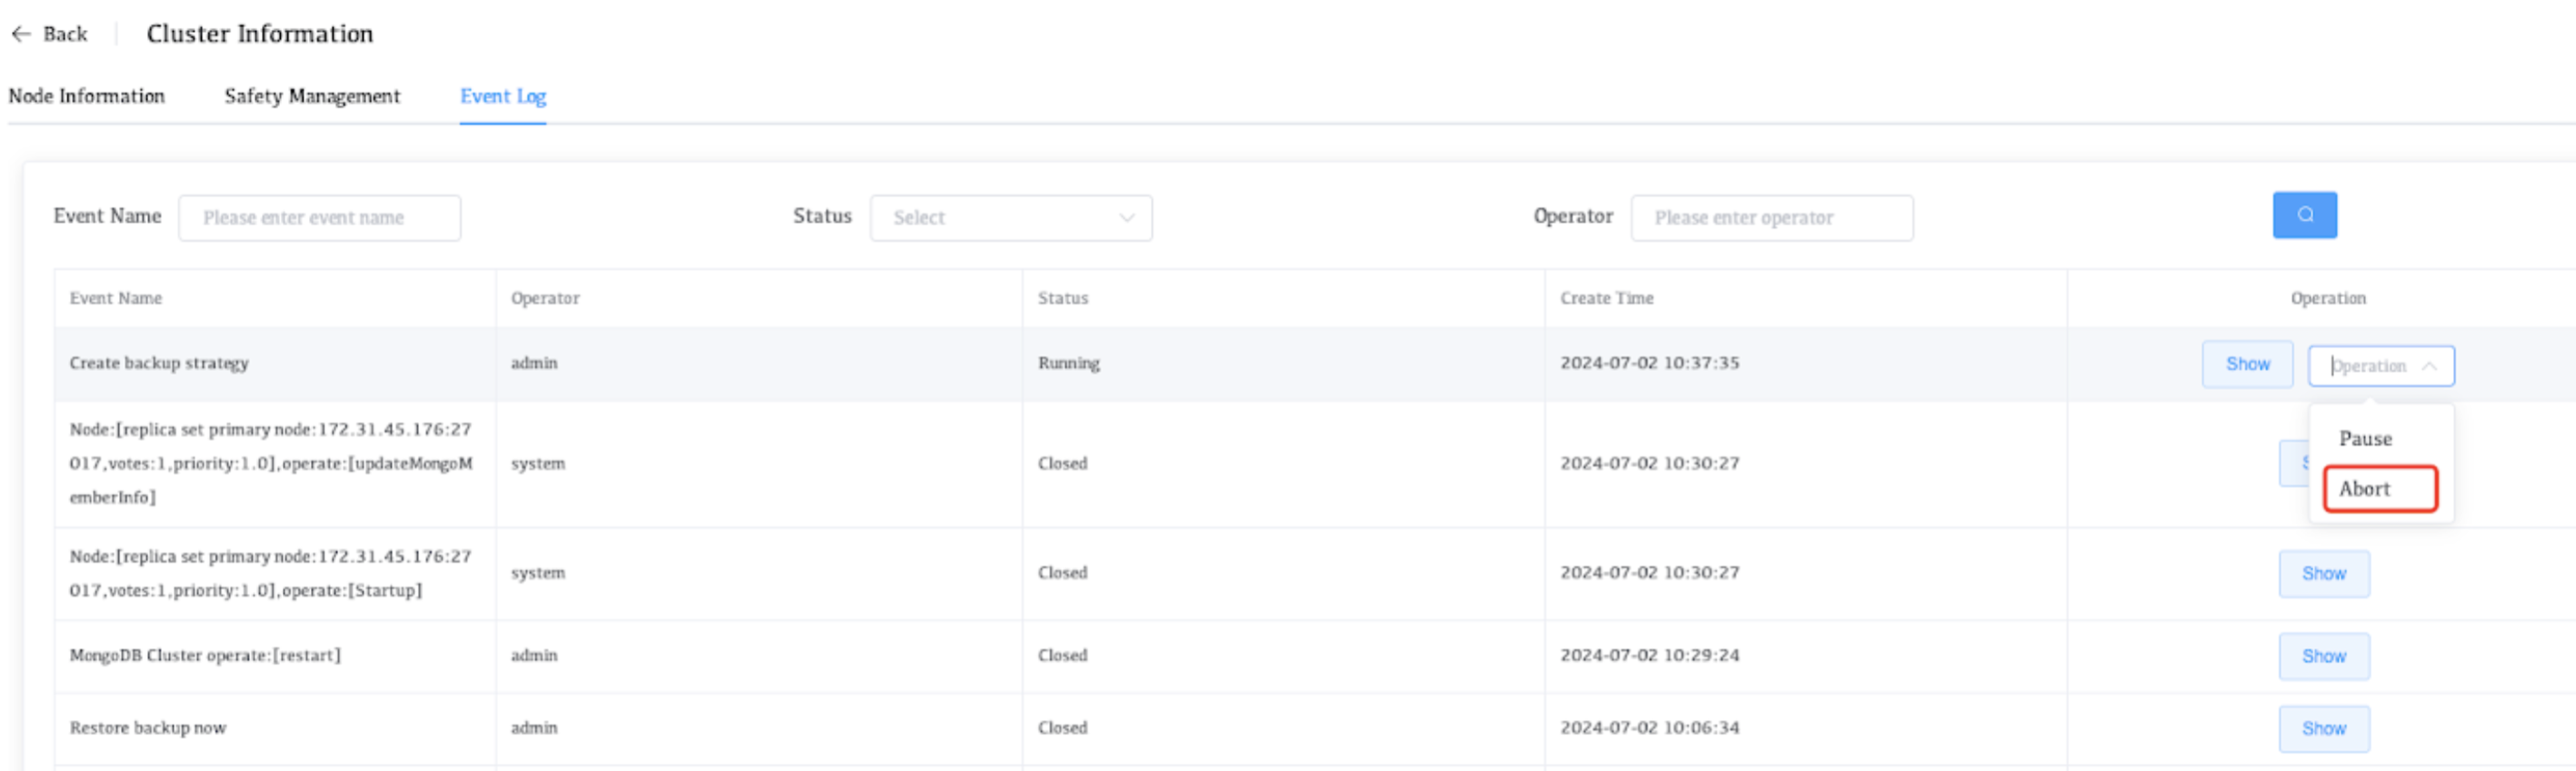 ← Back Cluster Information
Node Information Safety Management Event Log
Event Name Please enter event name Status Select Operator Please enter operator
Event Name Operator Status Create Time Operation
Create backup strategy admin Running 2024-07-02 10:37:35 Show Operation
Pause
Abort
Node:[replica set primary node:172.31.45.176:27
017,votes:1,priority:1.0],operate:[updateMongoM
emberInfo]
system Closed 2024-07-02 10:30:27
Node:[replica set primary node:172.31.45.176:27
017,votes:1,priority:1.0],operate:[Startup]
system Closed 2024-07-02 10:30:27 Show
MongoDB Cluster operate:[restart] admin Closed 2024-07-02 10:29:24 Show
Restore backup now admin Closed 2024-07-02 10:06:34 Show